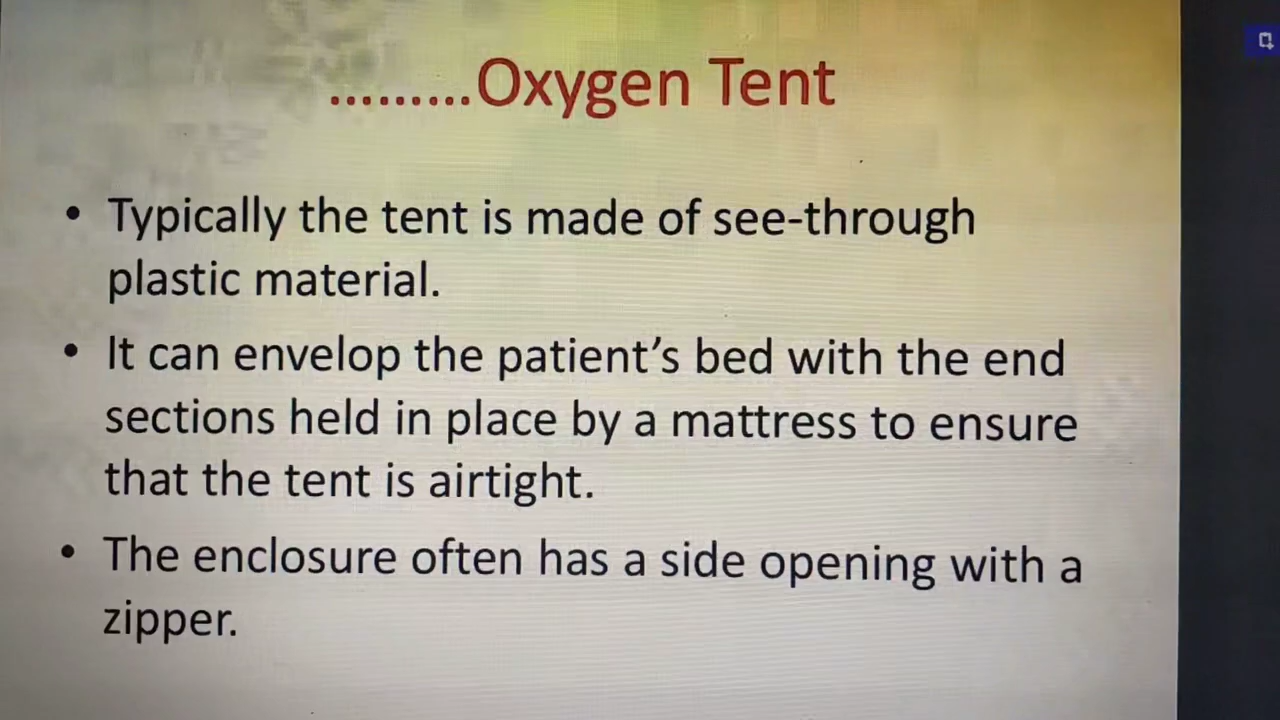 .........Oxygen Tent
• Typically the tent is made of see-through
plastic material.
• It can envelop the patient's bed with the end
sections held in place by a mattress to ensure
that the tent is airtight.
• The enclosure often has a side opening with a
zipper.